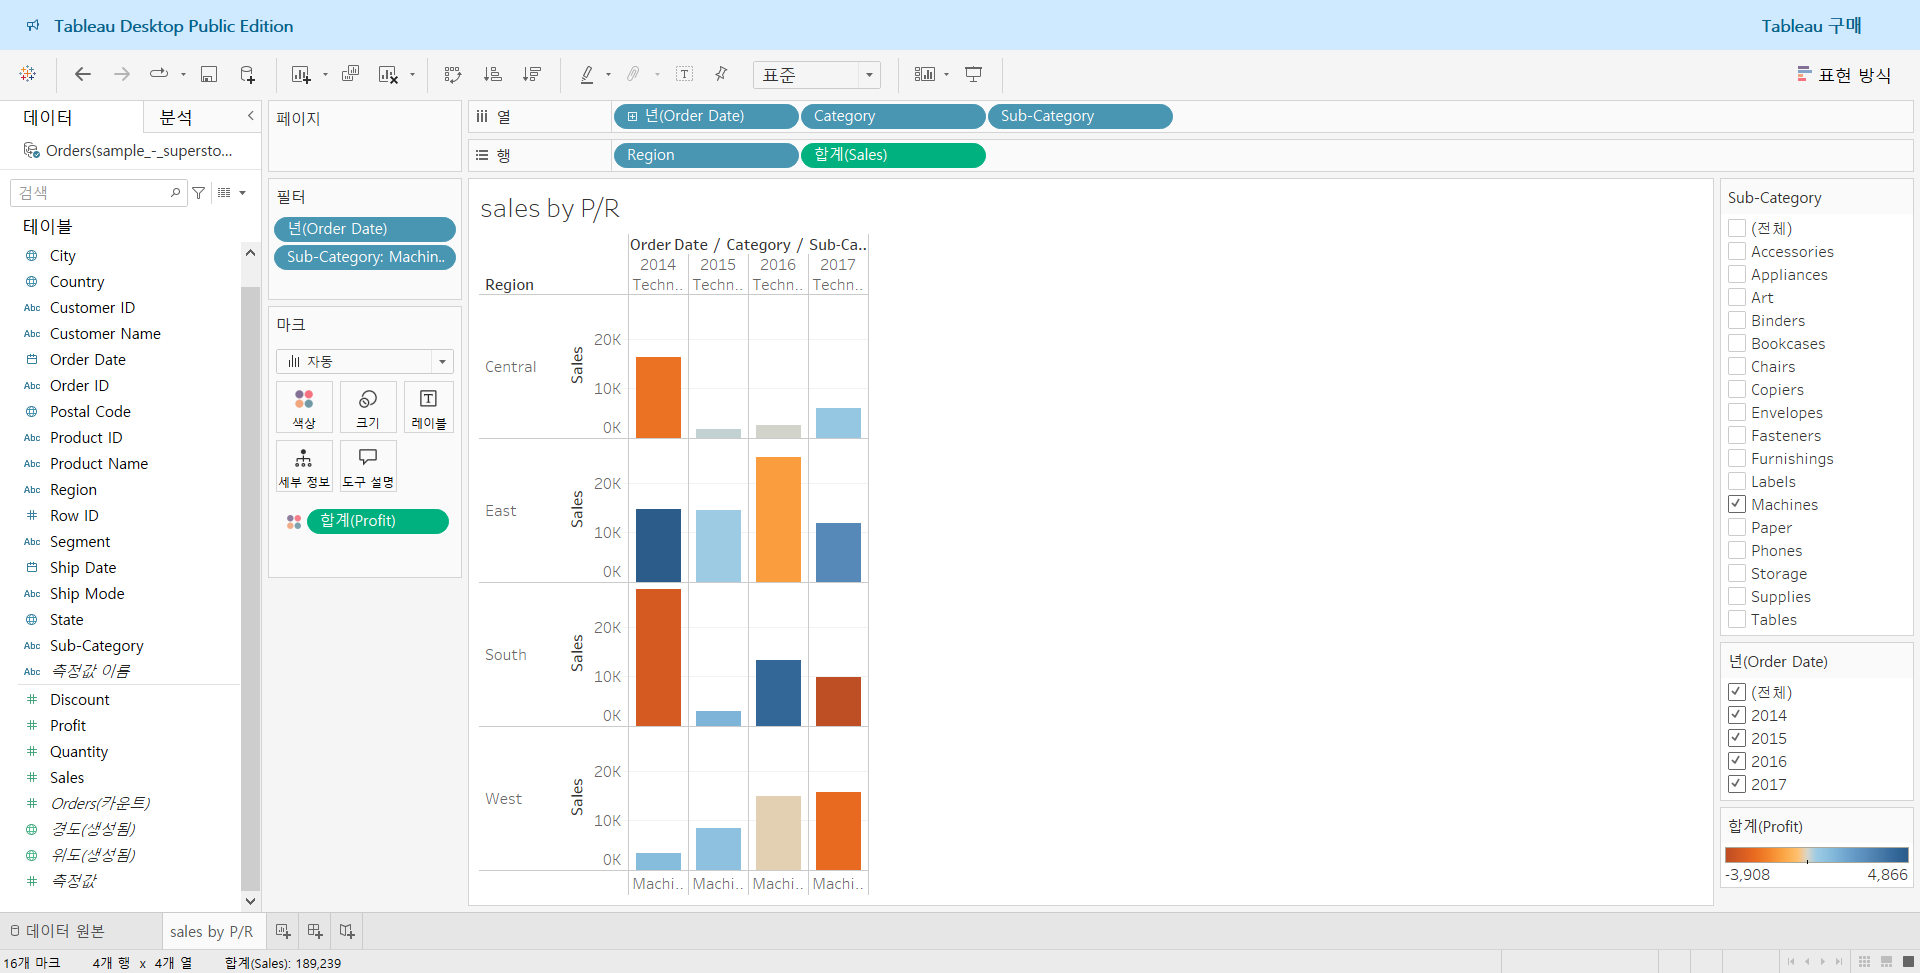 Tableau Desktop Public Edition
Tableau 구매
표준
표현 방식
데이터
분석
Orders(sample_-_supersto...
검색
테이블
City
Country
Abc Customer ID
Abc Customer Name
Order Date
Abc Order ID
Postal Code
Abc Product ID
Abc Product Name
Abc Region
Row ID
Abc Segment
Ship Date
Abc Ship Mode
State
Abc Sub-Category
Abc 측정값 이름
Discount
Profit
Quantity
Sales
Orders(카운트)
경도(생성됨)
위도(생성됨)
측정값
페이지
필터
년(Order Date)
Sub-Category: Machin..
마크
자동
색상
크기
레이블
세부 정보
도구 설명
합계(Profit)
열
년(Order Date)
Category
Sub-Category
행
Region
합계(Sales)
sales by P/R
Order Date / Category / Sub-Ca..
2014 2015 2016 2017
Region
Techn.. Techn.. Techn.. Techn..
Central
Sales
20K
10K
0K
East
Sales
20K
10K
0K
South
Sales
20K
10K
0K
West
Sales
20K
10K
0K
Machi.. Machi.. Machi.. Machi..
Sub-Category
(전체)
Accessories
Appliances
Art
Binders
Bookcases
Chairs
Copiers
Envelopes
Fasteners
Furnishings
Labels
Machines
Paper
Phones
Storage
Supplies
Tables
년(Order Date)
(전체)
2014
2015
2016
2017
합계(Profit)
-3,908 4,866
데이터 원본
sales by P/R
16개 마크
4개 행 x 4개 열
합계(Sales): 189,239